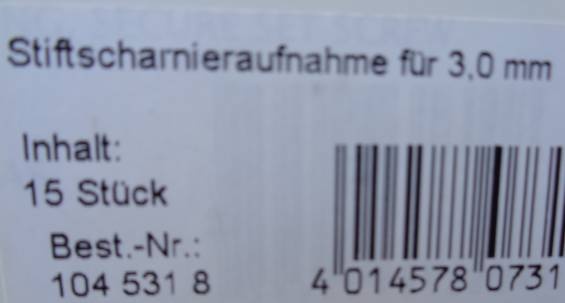 Stiftscharnieraufnahme für 3,0 mm
Inhalt:
15 Stück
Best.-Nr.:
104 531 8
4 014578 0731